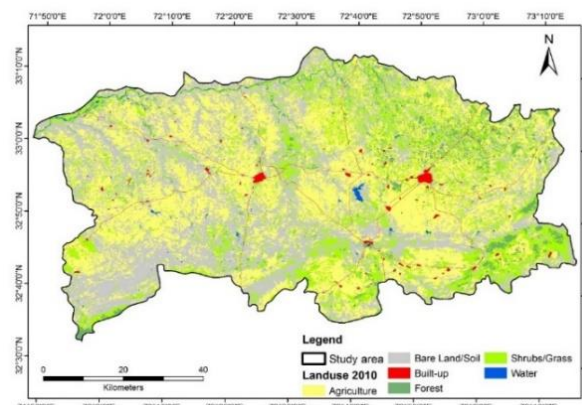 71°50'0"E 72°0'0"E 72°10'0"E 72°20'0"E 72°30'0"E 72°40'0"E 72°50'0"E 73°0'0"E 73°10'0"E
N
33°10'0"N
33°0'0"N
32°50'0"N
32°40'0"N
32°30'0"N
Legend
Study area
Landuse 2010
Agriculture
Bare Land/Soil
Built-up
Forest
Shrubs/Grass
Water
0 20 40
Kilometers